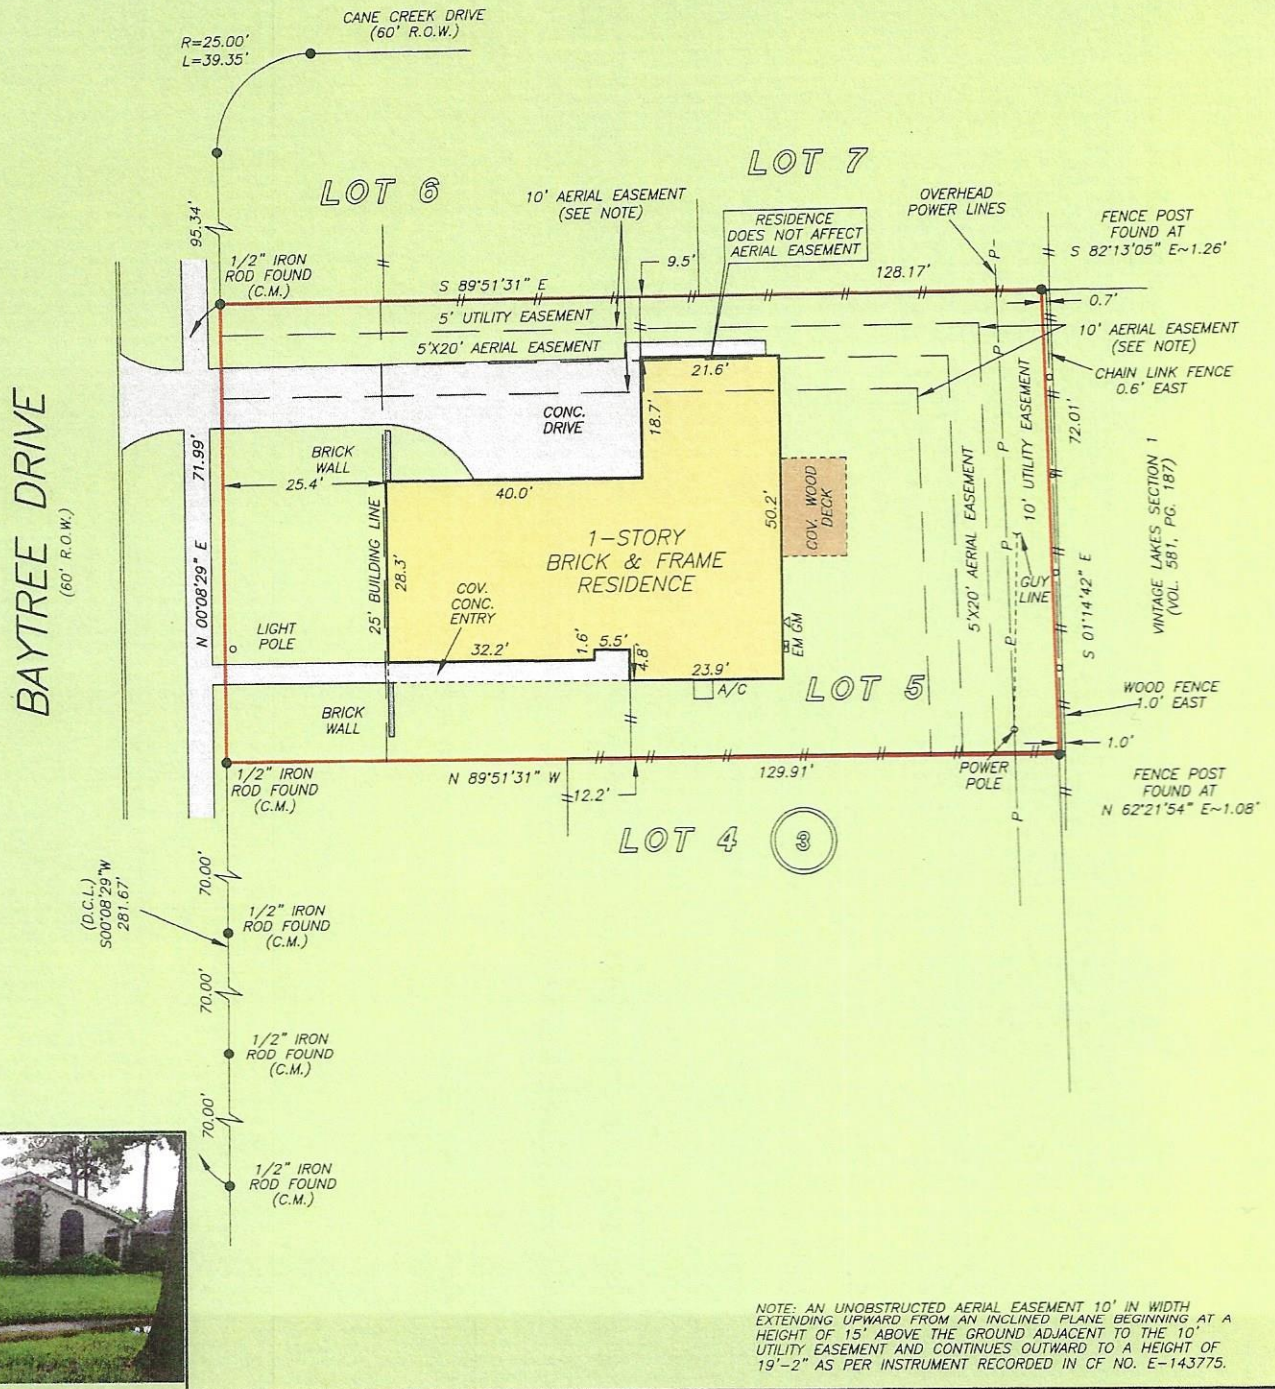 CANE CREEK DRIVE
(60' R.O.W.)
R=25.00'
L=39.35'
LOT 7
LOT 6
95.34'
10' AERIAL EASEMENT
(SEE NOTE)
RESIDENCE
DOES NOT AFFECT
AERIAL EASEMENT
OVERHEAD
POWER LINES
FENCE POST
FOUND AT
S 82°13'05" E~1.26'
1/2" IRON
ROD FOUND
(C.M.)
9.5'
S 89°51'31" E
128.17'
0.7'
5' UTILITY EASEMENT
5'X20' AERIAL EASEMENT
10' AERIAL EASEMENT
(SEE NOTE)
CHAIN LINK FENCE
0.6' EAST
21.6'
18.7'
CONC.
DRIVE
10' UTILITY EASEMENT
72.01'
BAYTREE DRIVE
(60' R.O.W.)
71.99'
N 00°08'29" E
BRICK
WALL
25.4'
40.0'
50.2'
COV. WOOD
DECK
5'X20' AERIAL EASEMENT
P
P
P
P
P
P
VINTAGE LAKES SECTION 1
(VOL. 581, PG. 187)
S 01°14'42" E
1-STORY
BRICK & FRAME
RESIDENCE
25' BUILDING LINE
28.3'
COV.
CONC.
ENTRY
GUY
LINE
LIGHT
POLE
32.2'
1.6'
5.5'
4.8'
23.9'
EM GM
A/C
LOT 5
WOOD FENCE
1.0' EAST
BRICK
WALL
1.0'
1/2" IRON
ROD FOUND
(C.M.)
N 89°51'31" W
129.91'
12.2'
POWER
POLE
FENCE POST
FOUND AT
N 62°21'54" E~1.08'
P
LOT 4
3
70.00'
(D.C.L.)
S00°08'29"W
281.67'
1/2" IRON
ROD FOUND
(C.M.)
70.00'
1/2" IRON
ROD FOUND
(C.M.)
70.00'
1/2" IRON
ROD FOUND
(C.M.)
NOTE: AN UNOBSTRUCTED AERIAL EASEMENT 10' IN WIDTH
EXTENDING UPWARD FROM AN INCLINED PLANE BEGINNING AT A
HEIGHT OF 15' ABOVE THE GROUND ADJACENT TO THE 10'
UTILITY EASEMENT AND CONTINUES OUTWARD TO A HEIGHT OF
19'-2" AS PER INSTRUMENT RECORDED IN CF NO. E-143775.